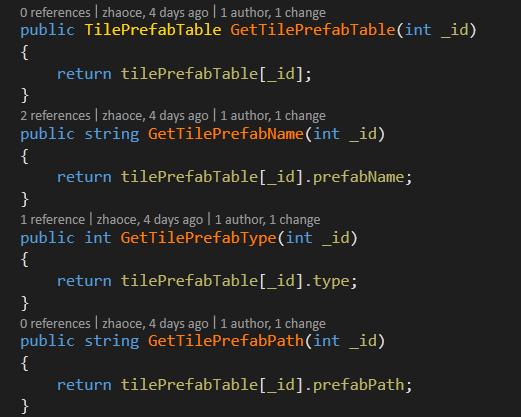 0 references | zhaoce, 4 days ago | 1 author, 1 change
public TilePrefabTable GetTilePrefabTable(int _id)
{
return tilePrefabTable[_id];
}
2 references | zhaoce, 4 days ago | 1 author, 1 change
public string GetTilePrefabName(int _id)
{
return tilePrefabTable[_id].prefabName;
}
1 reference | zhaoce, 4 days ago | 1 author, 1 change
public int GetTilePrefabType(int _id)
{
return tilePrefabTable[_id].type;
}
0 references | zhaoce, 4 days ago | 1 author, 1 change
public string GetTilePrefabPath(int _id)
{
return tilePrefabTable[_id].prefabPath;
}